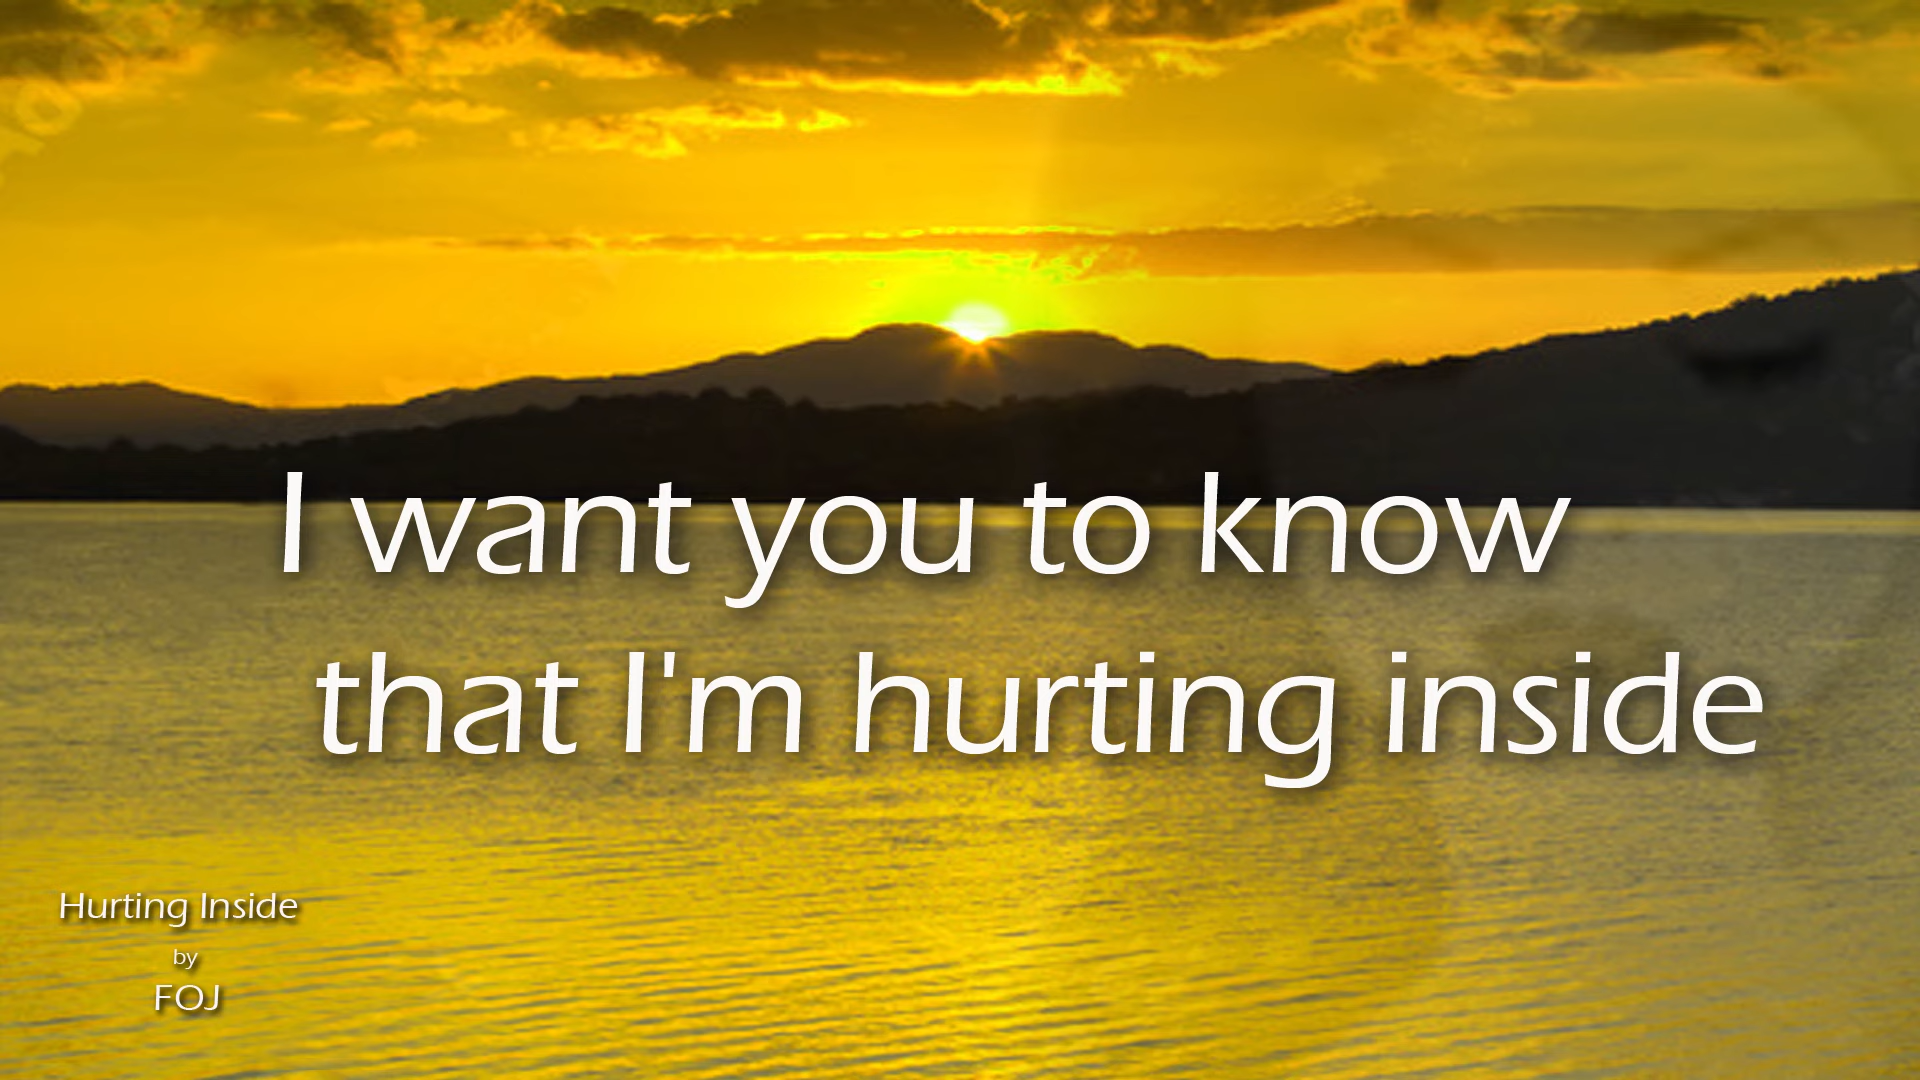 I want you to know
that I'm hurting inside
Hurting Inside
by
FOJ